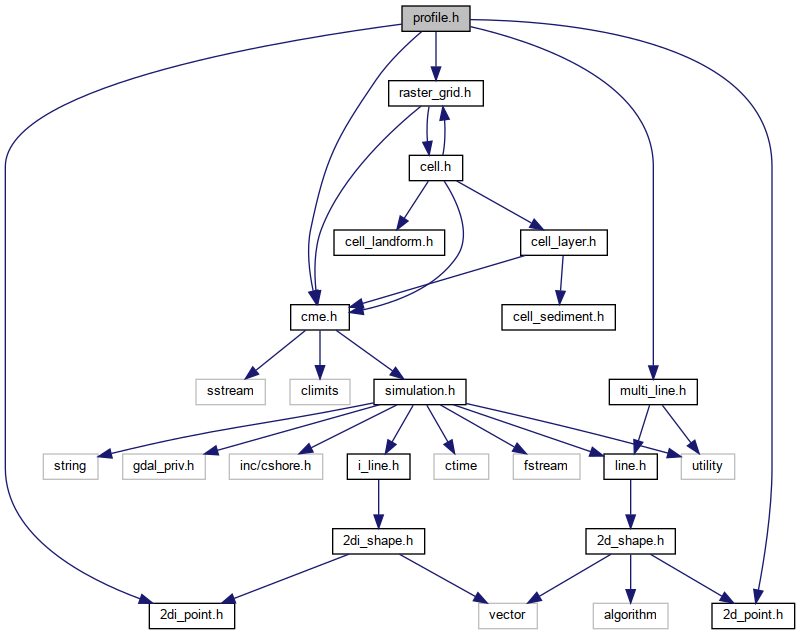 profile.h
raster_grid.h
cell.h
cell_landform.h
cell_layer.h
cme.h
cell_sediment.h
sstream
climits
simulation.h
multi_line.h
string
gdal_priv.h
inc/cshore.h
i_line.h
ctime
fstream
line.h
utility
2di_shape.h
2d_shape.h
2di_point.h
vector
algorithm
2d_point.h